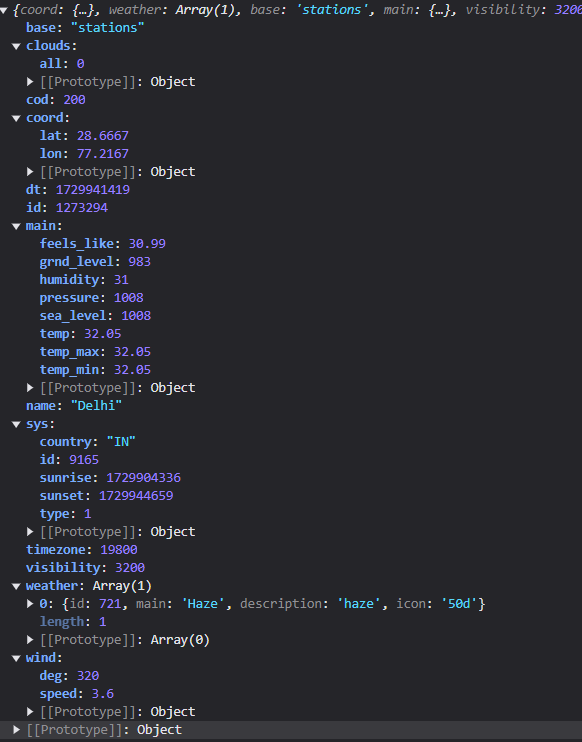 {coord: {…}, weather: Array(1), base: 'stations', main: {…}, visibility: 3200
base: "stations"
clouds:
all: 0
[[Prototype]]: Object
cod: 200
coord:
lat: 28.6667
lon: 77.2167
[[Prototype]]: Object
dt: 1729941419
id: 1273294
main:
feels_like: 30.99
grnd_level: 983
humidity: 31
pressure: 1008
sea_level: 1008
temp: 32.05
temp_max: 32.05
temp_min: 32.05
[[Prototype]]: Object
name: "Delhi"
sys:
country: "IN"
id: 9165
sunrise: 1729904336
sunset: 1729944659
type: 1
[[Prototype]]: Object
timezone: 19800
visibility: 3200
weather: Array(1)
0: {id: 721, main: 'Haze', description: 'haze', icon: '50d'}
length: 1
[[Prototype]]: Array(0)
wind:
deg: 320
speed: 3.6
[[Prototype]]: Object
[[Prototype]]: Object